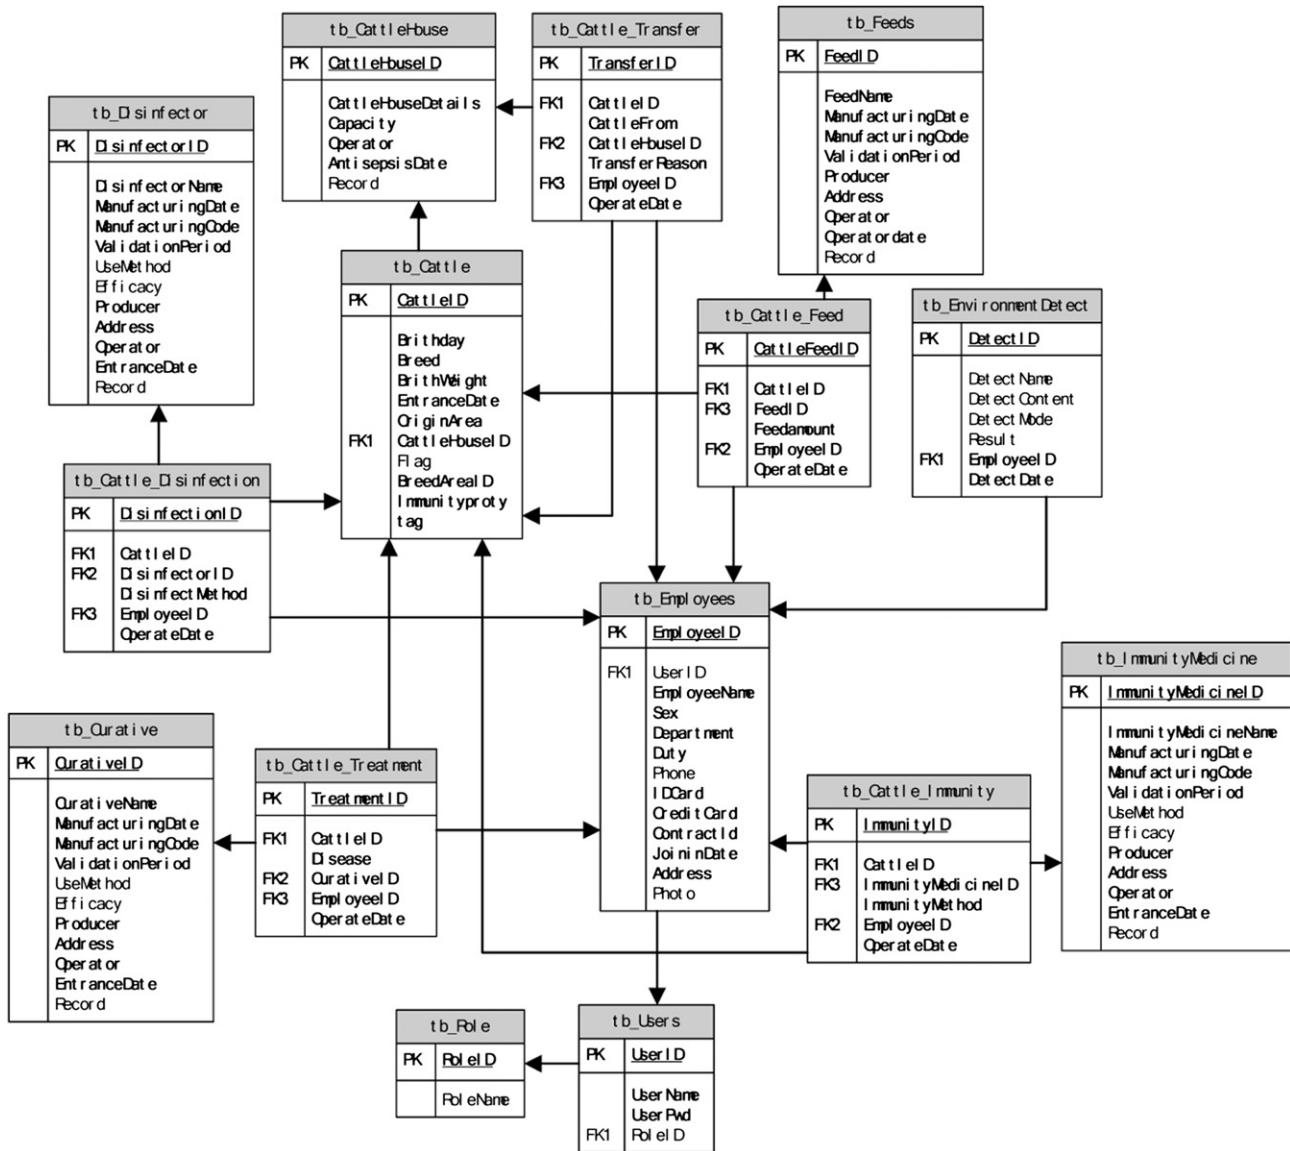 tb_CattleHouse
PK CattleHouseID
CattleHouseDetails
Capacity
Operator
AntisepsisDate
Record
tb_Cattle_Transfer
PK TransferID
FK1 CattleID
CattleFrom
FK2 CattleHouseID
TransferReason
FK3 EmployeeID
OperateDate
tb_Feeds
PK FeedID
FeedName
ManufacturingDate
ManufacturingCode
ValidationPeriod
Producer
Address
Operator
Operatordate
Record
tb_Disinfector
PK DisinfectorID
DisinfectorName
ManufacturingDate
ManufacturingCode
ValidationPeriod
UseMethod
Efficacy
Producer
Address
Operator
EntranceDate
Record
tb_Cattle
PK CattleID
Brithday
Breed
BrithWeight
EntranceDate
OriginArea
FK1 CattleHouseID
Flag
BreedAreaID
Immunityproty
tag
tb_Cattle_Feed
PK CattleFeedID
FK1 CattleID
FK3 FeedID
Feedamount
FK2 EmployeeID
OperateDate
tb_EnvironmentDetect
PK DetectID
DetectName
DetectContent
DetectMode
Result
FK1 EmployeeID
DetectDate
tb_Cattle_Disinfection
PK DisinfectionID
FK1 CattleID
FK2 DisinfectorID
DisinfectMethod
FK3 EmployeeID
OperateDate
tb_Employees
PK EmployeeID
FK1 UserID
EmployeeName
Sex
Department
Duty
Phone
IDCard
CreditCard
ContractId
JoininDate
Address
Photo
tb_ImmunityMedicine
PK ImmunityMedicineID
ImmunityMedicineName
ManufacturingDate
ManufacturingCode
ValidationPeriod
UseMethod
Efficacy
Producer
Address
Operator
EntranceDate
Record
tb_Curative
PK CurativeID
CurativeName
ManufacturingDate
ManufacturingCode
ValidationPeriod
UseMethod
Efficacy
Producer
Address
Operator
EntranceDate
Record
tb_Cattle_Treatment
PK TreatmentID
FK1 CattleID
Disease
FK2 CurativeID
FK3 EmployeeID
OperateDate
tb_Cattle_Immunity
PK ImmunityID
FK1 CattleID
FK3 ImmunityMedicineID
ImmunityMethod
FK2 EmployeeID
OperateDate
tb_Role
PK RoleID
RoleName
tb_Users
PK UserID
UserName
UserPwd
FK1 RoleID